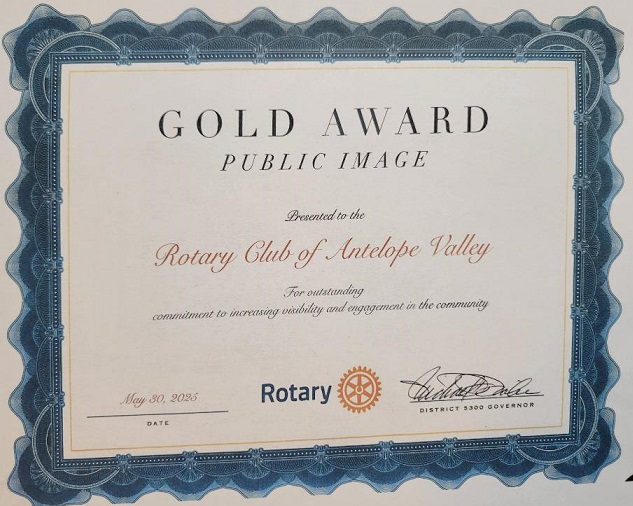 GOLD AWARD
PUBLIC IMAGE
Presented to the
Rotary Club of Antelope Valley
For outstanding
commitment to increasing visibility and engagement in the community
May 30, 2025
DATE
Rotary
DISTRICT 5300 GOVERNOR